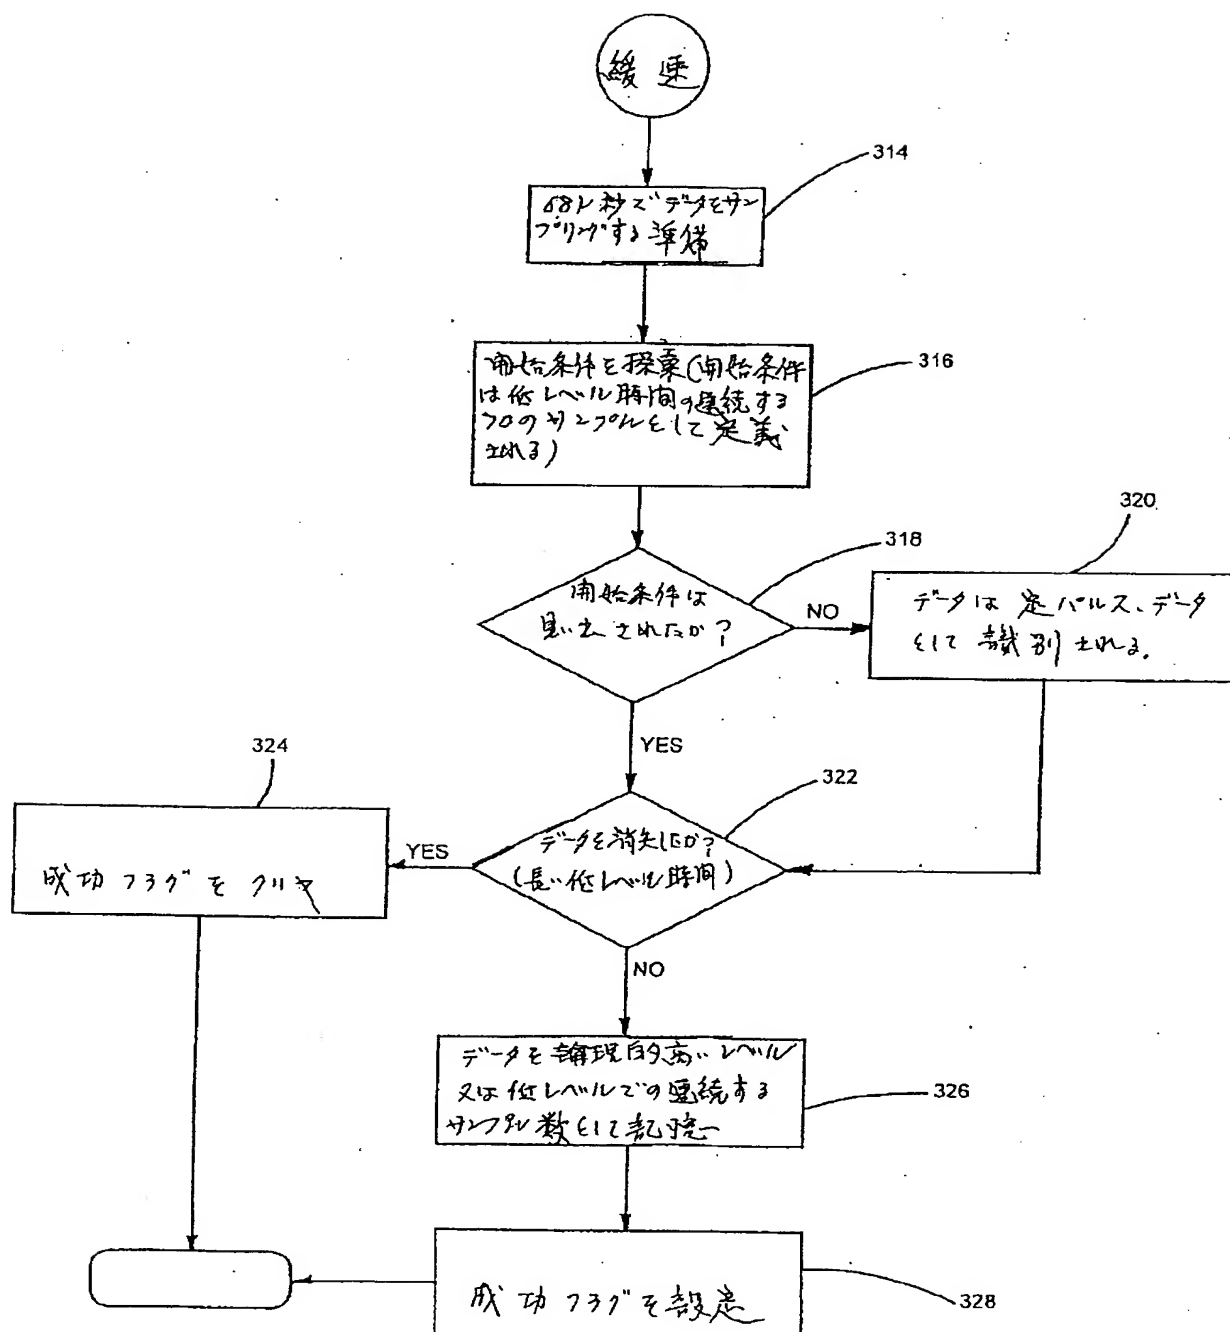 緩速
314
68μ秒でデータをサン
プリングする準備
316
開始条件を探索(開始条件
は低レベル時間の連続する
20のサンプルとして定義
される)
318
開始条件は
見い出されたか?
NO
320
データは定パルス、データ
として識別される。
YES
322
データを消失したか?
(長い低レベル時間)
YES
324
成功フラグをクリヤ
NO
データを論理的高いレベル
又は低レベルでの連続する
サンプル数として記憶
326
成功フラグを設定
328